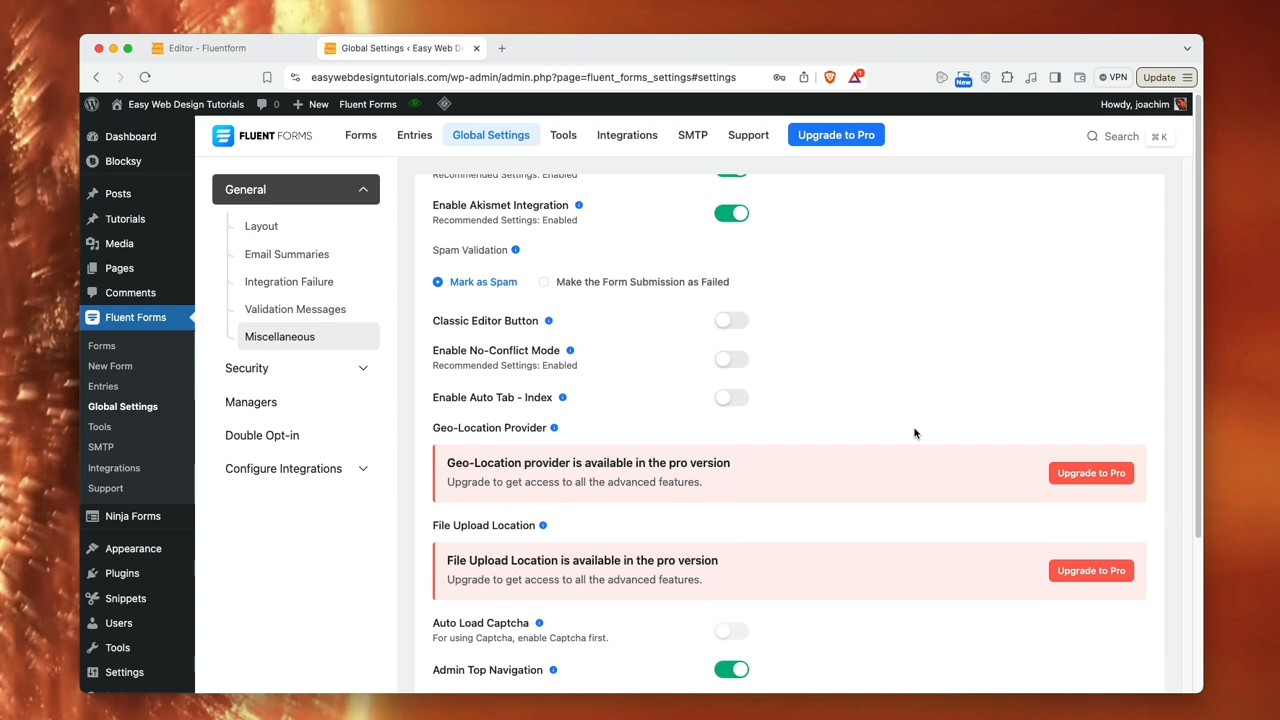 Editor - Fluentform
Global Settings < Easy Web De
easywebdesigntutorials.com/wp-admin/admin.php?page=fluent_forms_settings#settings
1
New
VPN
Update
Easy Web Design Tutorials
0
New
Fluent Forms
Howdy, joachim
Dashboard
Blocksy
Posts
Tutorials
Media
Pages
Comments
Fluent Forms
Forms
New Form
Entries
Global Settings
Tools
SMTP
Integrations
Support
Ninja Forms
Appearance
Plugins
Snippets
Users
Tools
Settings
FLUENT FORMS
Forms
Entries
Global Settings
Tools
Integrations
SMTP
Support
Upgrade to Pro
Search
⌘ K
General
Layout
Email Summaries
Integration Failure
Validation Messages
Miscellaneous
Security
Managers
Double Opt-in
Configure Integrations
Recommended Settings: Enabled
Enable Akismet Integration
Recommended Settings: Enabled
Spam Validation
Mark as Spam
Make the Form Submission as Failed
Classic Editor Button
Enable No-Conflict Mode
Recommended Settings: Enabled
Enable Auto Tab - Index
Geo-Location Provider
Geo-Location provider is available in the pro version
Upgrade to get access to all the advanced features.
Upgrade to Pro
File Upload Location
File Upload Location is available in the pro version
Upgrade to get access to all the advanced features.
Upgrade to Pro
Auto Load Captcha
For using Captcha, enable Captcha first.
Admin Top Navigation